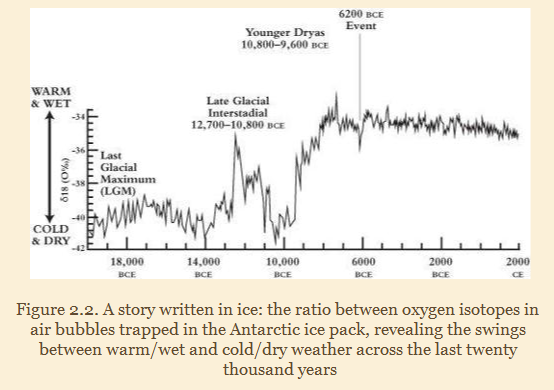 6200 BCE
Event
Younger Dryas
10,800–9,600 BCE
WARM
& WET
Late Glacial
Interstadial
12,700–10,800 BCE
-34
-36
Last
Glacial
Maximum
(LGM)
-38
δ18 (O‰)
-40
COLD
& DRY
-42
18,000 14,000 10,000 6000 2000 2000
BCE BCE BCE BCE BCE CE
Figure 2.2. A story written in ice: the ratio between oxygen isotopes in
air bubbles trapped in the Antarctic ice pack, revealing the swings
between warm/wet and cold/dry weather across the last twenty
thousand years